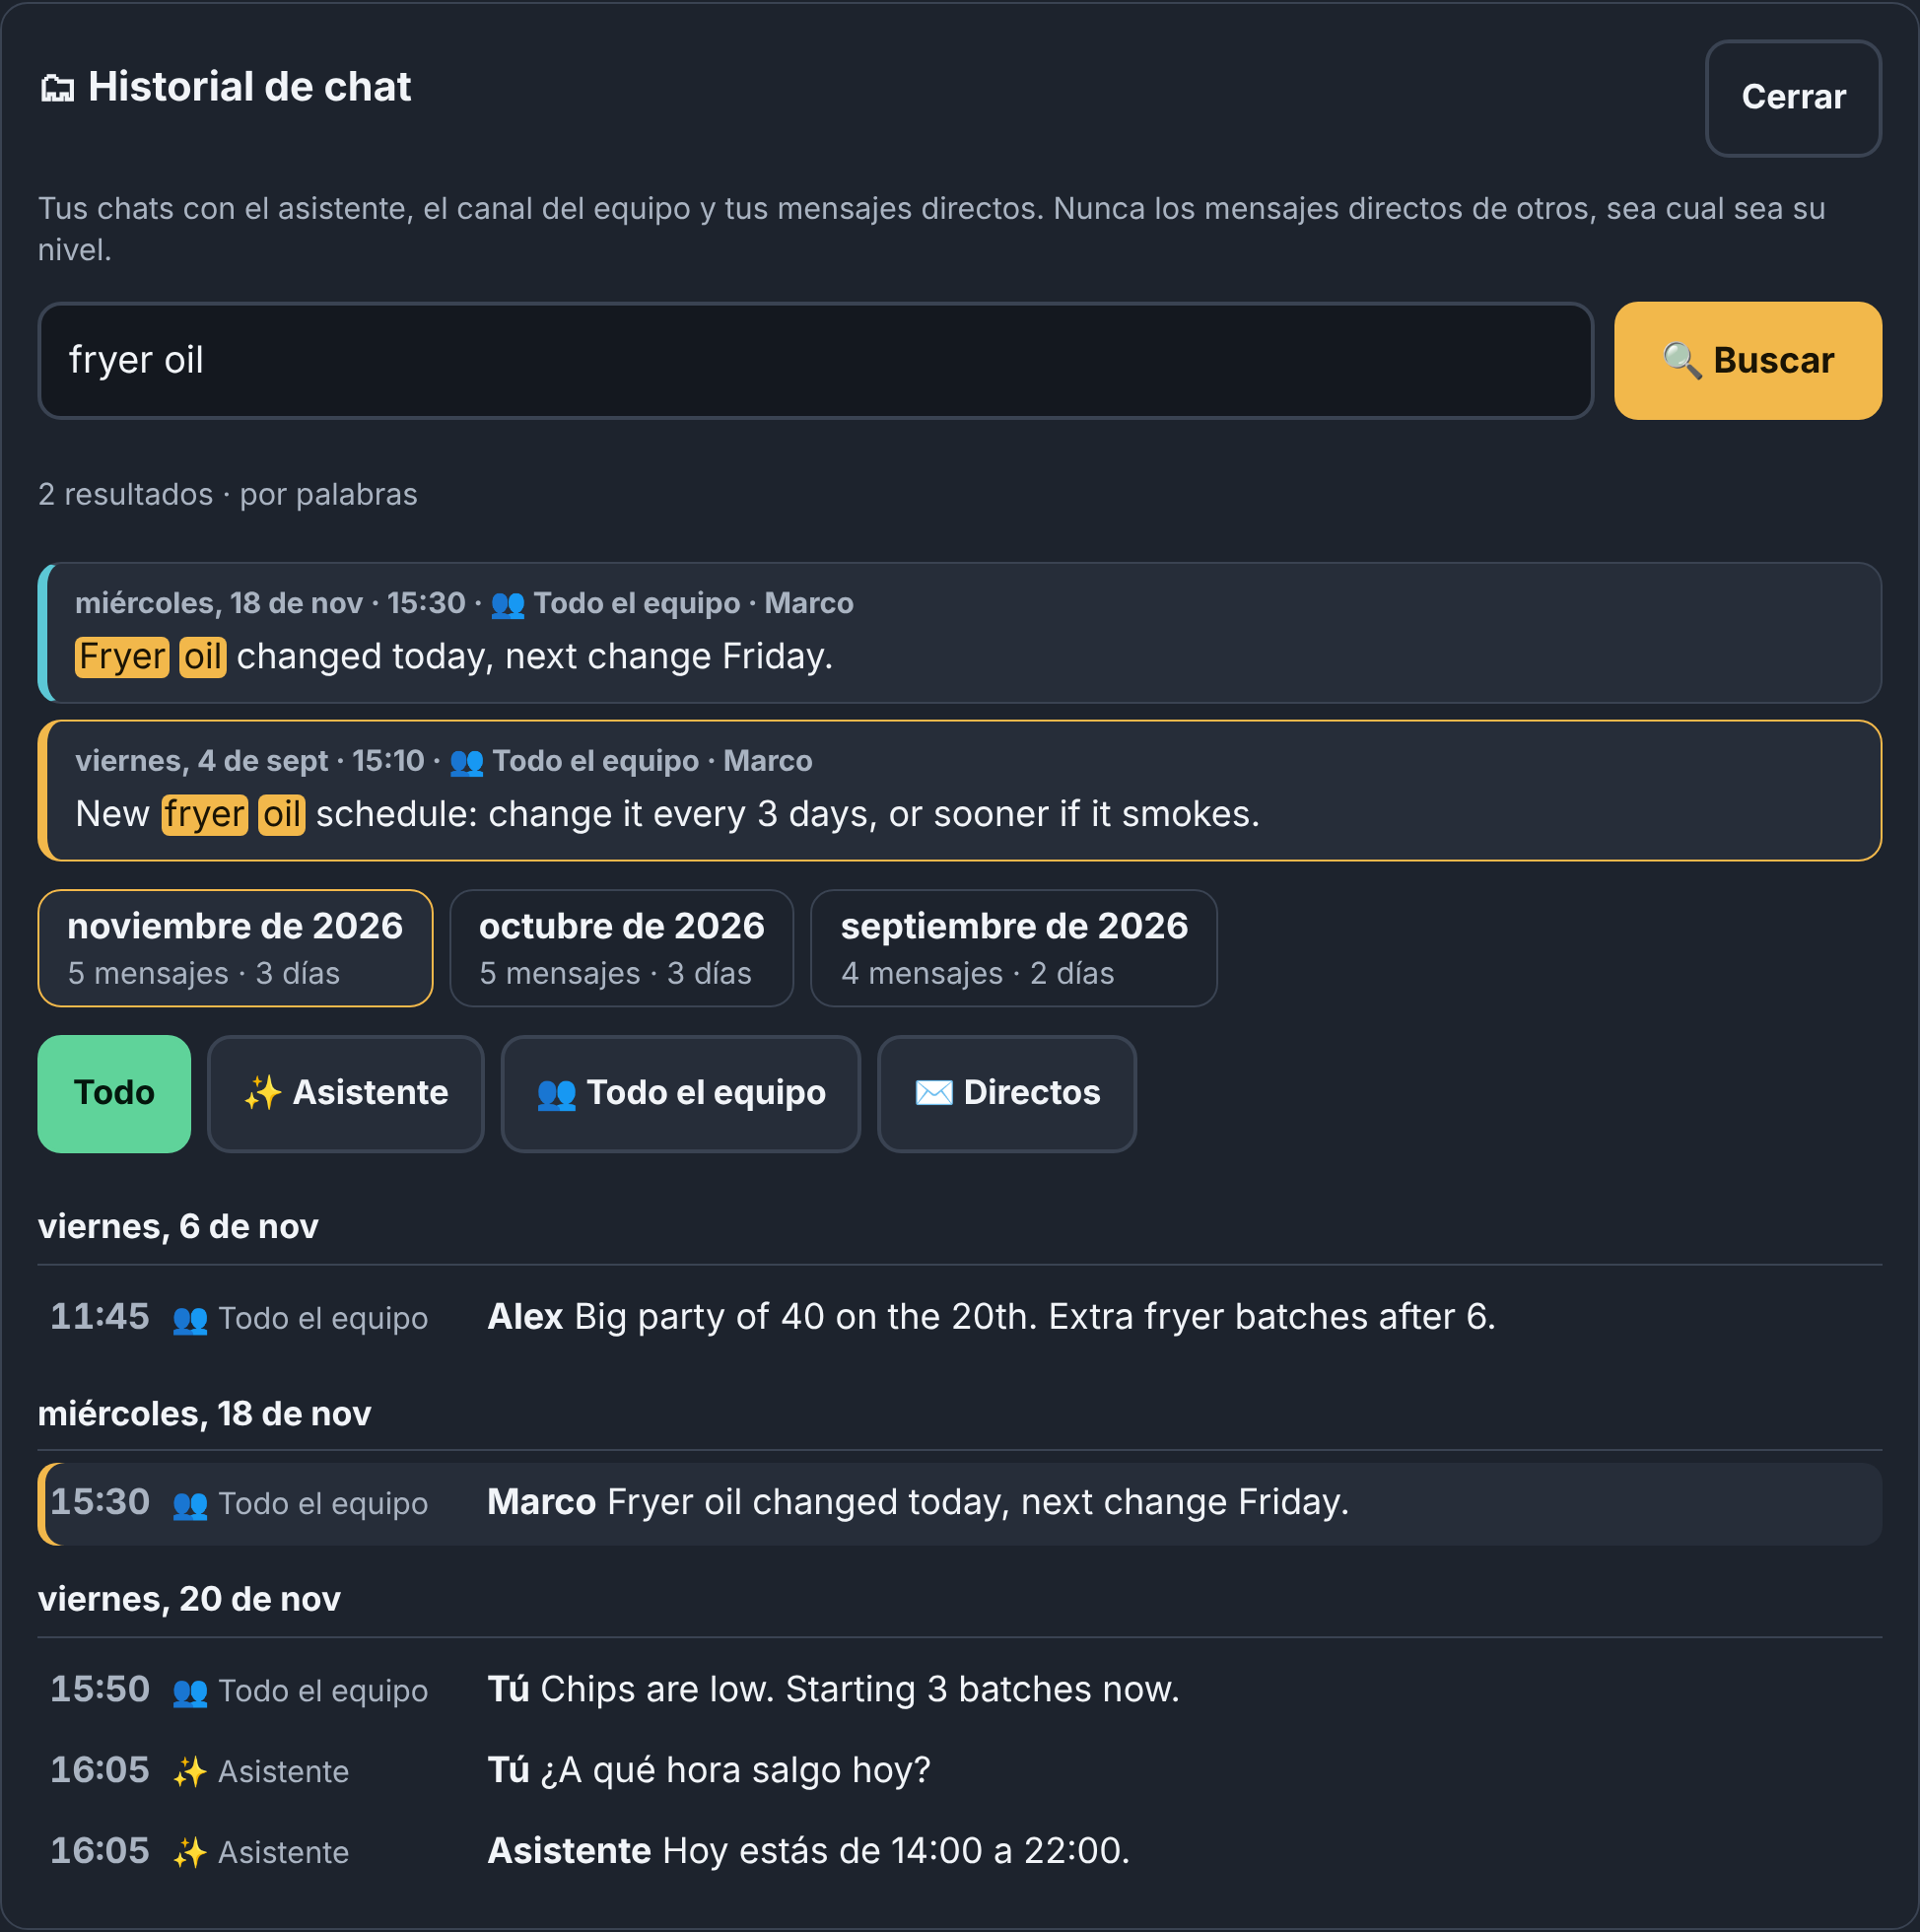 🗂 Historial de chat
Cerrar
Tus chats con el asistente, el canal del equipo y tus mensajes directos. Nunca los mensajes directos de otros, sea cual sea su
nivel.
fryer oil
🔍 Buscar
2 resultados · por palabras
miércoles, 18 de nov · 15:30 · 👥 Todo el equipo · Marco
Fryer oil changed today, next change Friday.
viernes, 4 de sept · 15:10 · 👥 Todo el equipo · Marco
New fryer oil schedule: change it every 3 days, or sooner if it smokes.
noviembre de 2026
5 mensajes · 3 días
octubre de 2026
5 mensajes · 3 días
septiembre de 2026
4 mensajes · 2 días
Todo
✨ Asistente
👥 Todo el equipo
✉️ Directos
viernes, 6 de nov
11:45 👥 Todo el equipo Alex Big party of 40 on the 20th. Extra fryer batches after 6.
miércoles, 18 de nov
15:30 👥 Todo el equipo Marco Fryer oil changed today, next change Friday.
viernes, 20 de nov
15:50 👥 Todo el equipo Tú Chips are low. Starting 3 batches now.
16:05 ✨ Asistente Tú ¿A qué hora salgo hoy?
16:05 ✨ Asistente Asistente Hoy estás de 14:00 a 22:00.